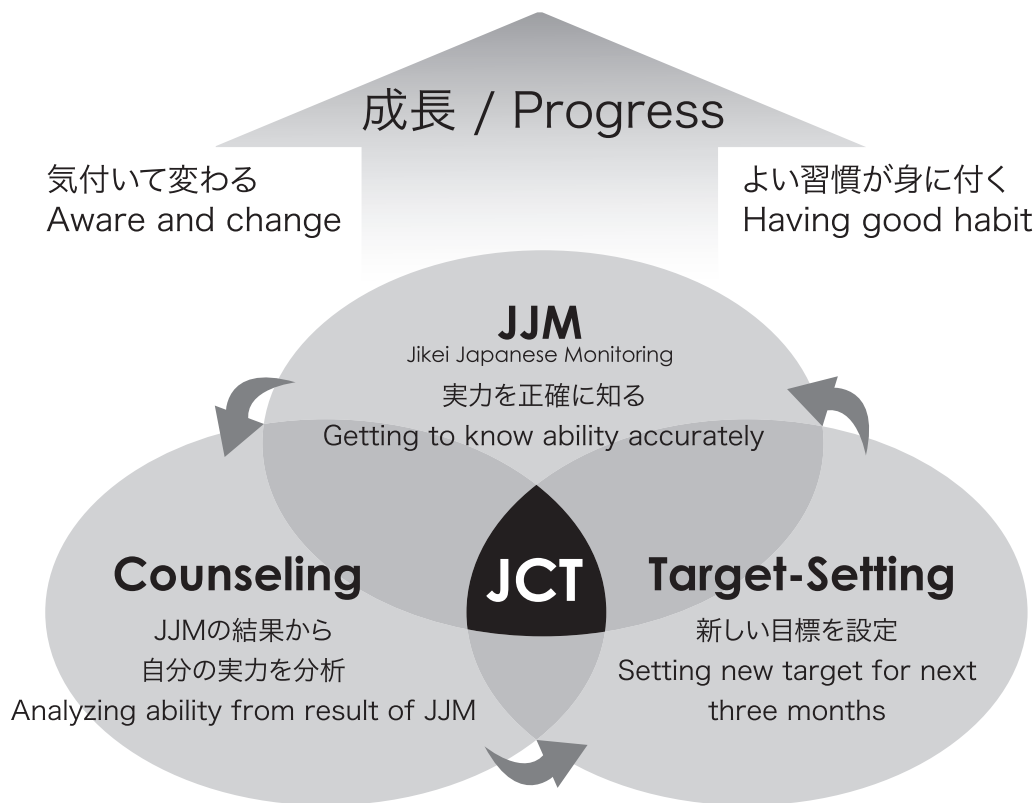 成長 / Progress
気付いて変わる
Aware and change
よい習慣が身に付く
Having good habit
JJM
Jikei Japanese Monitoring
実力を正確に知る
Getting to know ability accurately
Counseling
JJMの結果から
自分の実力を分析
Analyzing ability from result of JJM
JCT
Target-Setting
新しい目標を設定
Setting new target for next
three months